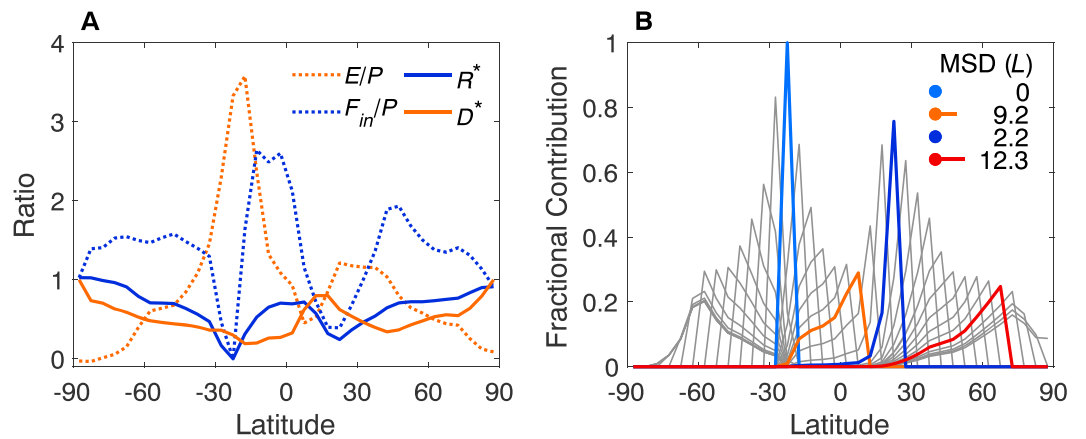 A
Ratio
4
3
2
1
0
E/P
F_in/P
R*
D*
-90 -60 -30 0 30 60 90
Latitude
B
Fractional Contribution
1
0.8
0.6
0.4
0.2
0
MSD (L)
0
9.2
2.2
12.3
-90 -60 -30 0 30 60 90
Latitude